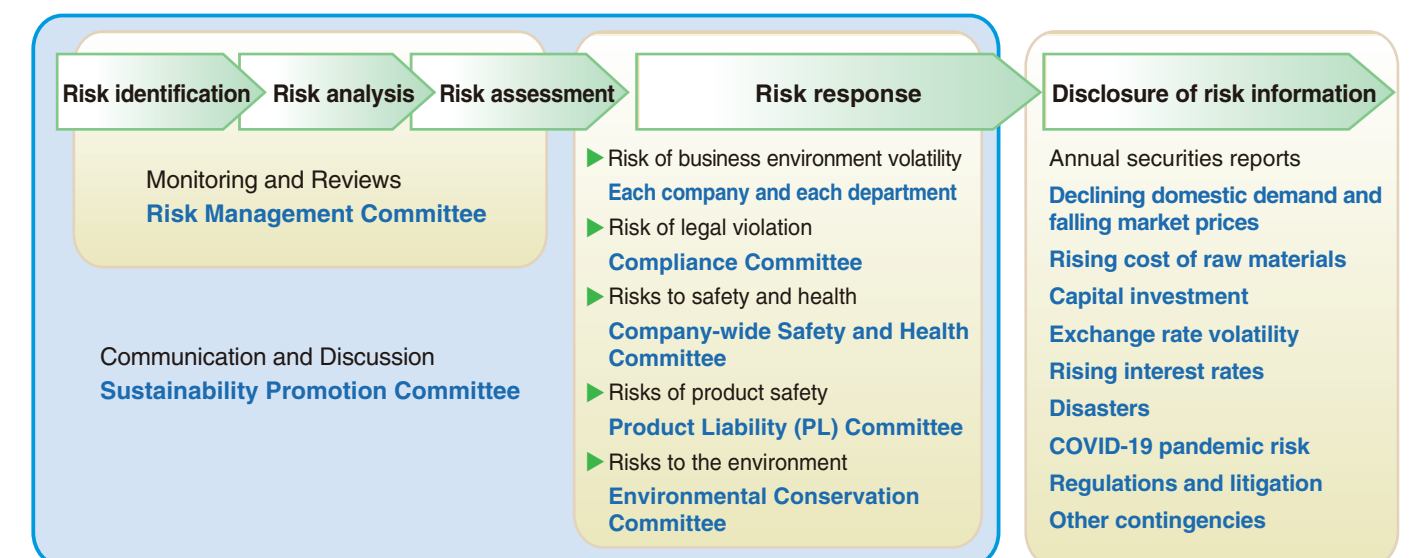 Risk identification
Risk analysis
Risk assessment
Risk response
Disclosure of risk information
Monitoring and Reviews
Risk Management Committee
Communication and Discussion
Sustainability Promotion Committee
Risk of business environment volatility
Each company and each department
Risk of legal violation
Compliance Committee
Risks to safety and health
Company-wide Safety and Health
Committee
Risks of product safety
Product Liability (PL) Committee
Risks to the environment
Environmental Conservation
Committee
Annual securities reports
Declining domestic demand and
falling market prices
Rising cost of raw materials
Capital investment
Exchange rate volatility
Rising interest rates
Disasters
COVID-19 pandemic risk
Regulations and litigation
Other contingencies